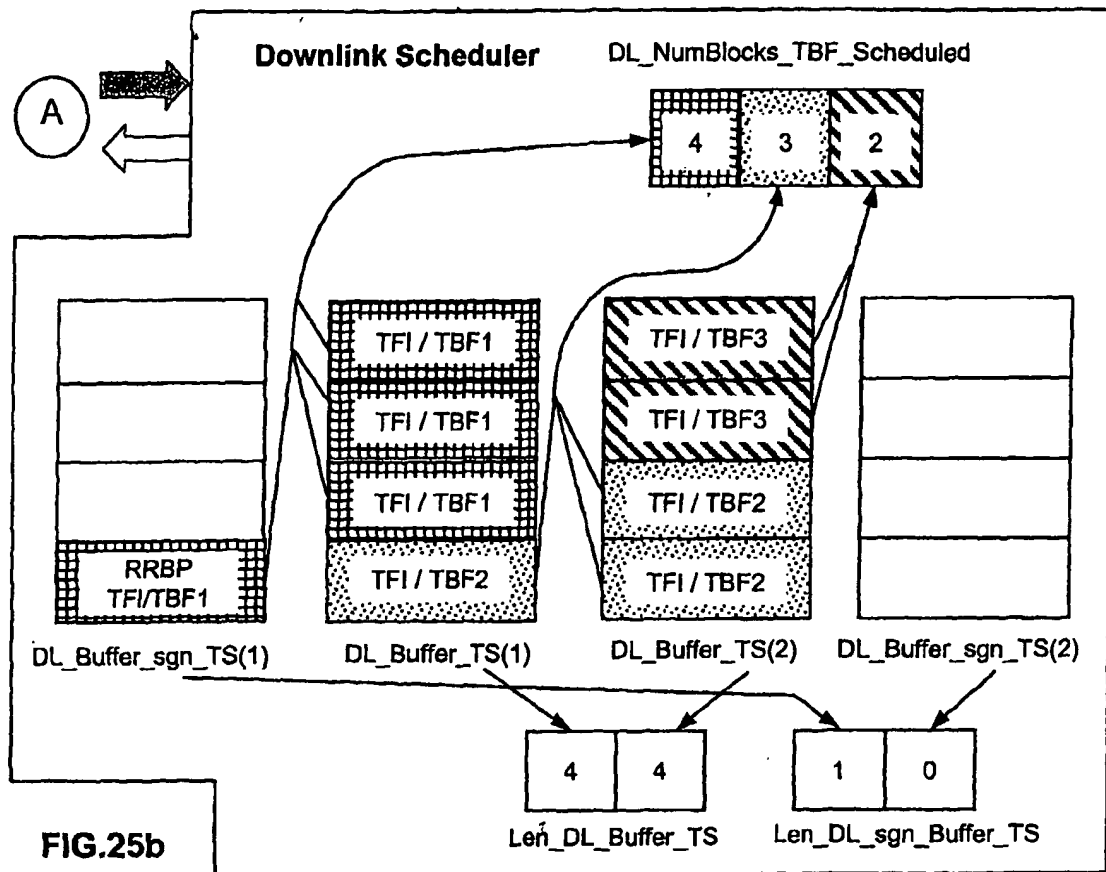 Downlink Scheduler
DL_NumBlocks_TBF_Scheduled
A
4 3 2
TFI / TBF1
TFI / TBF3
TFI / TBF1
TFI / TBF3
TFI / TBF1
TFI / TBF2
RRBP
TFI/TBF1
TFI / TBF2
TFI / TBF2
DL_Buffer_sgn_TS(1)
DL_Buffer_TS(1)
DL_Buffer_TS(2)
DL_Buffer_sgn_TS(2)
4 4
1 0
Len_DL_Buffer_TS
Len_DL_sgn_Buffer_TS
FIG.25b